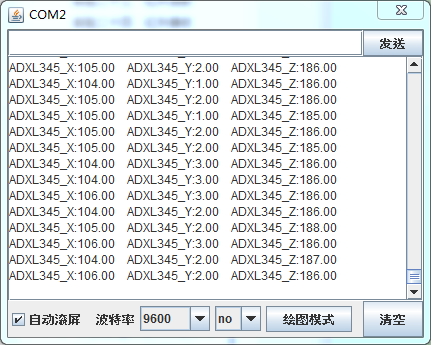 COM2
发送
ADXL345_X:105.00 ADXL345_Y:2.00 ADXL345_Z:186.00
ADXL345_X:104.00 ADXL345_Y:1.00 ADXL345_Z:186.00
ADXL345_X:105.00 ADXL345_Y:2.00 ADXL345_Z:185.00
ADXL345_X:105.00 ADXL345_Y:1.00 ADXL345_Z:185.00
ADXL345_X:104.00 ADXL345_Y:2.00 ADXL345_Z:186.00
ADXL345_X:105.00 ADXL345_Y:2.00 ADXL345_Z:185.00
ADXL345_X:104.00 ADXL345_Y:3.00 ADXL345_Z:186.00
ADXL345_X:104.00 ADXL345_Y:3.00 ADXL345_Z:186.00
ADXL345_X:106.00 ADXL345_Y:3.00 ADXL345_Z:186.00
ADXL345_X:104.00 ADXL345_Y:2.00 ADXL345_Z:186.00
ADXL345_X:105.00 ADXL345_Y:2.00 ADXL345_Z:188.00
ADXL345_X:106.00 ADXL345_Y:3.00 ADXL345_Z:186.00
ADXL345_X:104.00 ADXL345_Y:2.00 ADXL345_Z:187.00
ADXL345_X:106.00 ADXL345_Y:2.00 ADXL345_Z:186.00
自动滚屏 波特率 9600 no 绘图模式 清空